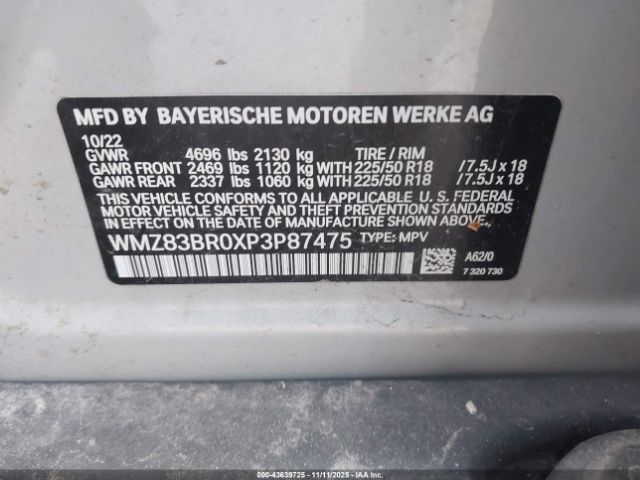 MFD BY BAYERISCHE MOTOREN WERKE AG
10/22
GVWR 4696 lbs 2130 kg TIRE / RIM
GAWR FRONT 2469 lbs 1120 kg WITH 225/50 R18 /7.5J x 18
GAWR REAR 2337 lbs 1060 kg WITH 225/50 R18 /7.5J x 18
THIS VEHICLE CONFORMS TO ALL APPLICABLE U. S. FEDERAL
MOTOR VEHICLE SAFETY, BUMPER AND THEFT PREVENTION STANDARDS
IN EFFECT ON THE DATE OF MANUFACTURE SHOWN ABOVE.
WMZ83BR0XP3P87475 TYPE: MPV
A62/0
7 320 730
© 43639725 - 11/11/2025 - IAAI.COM